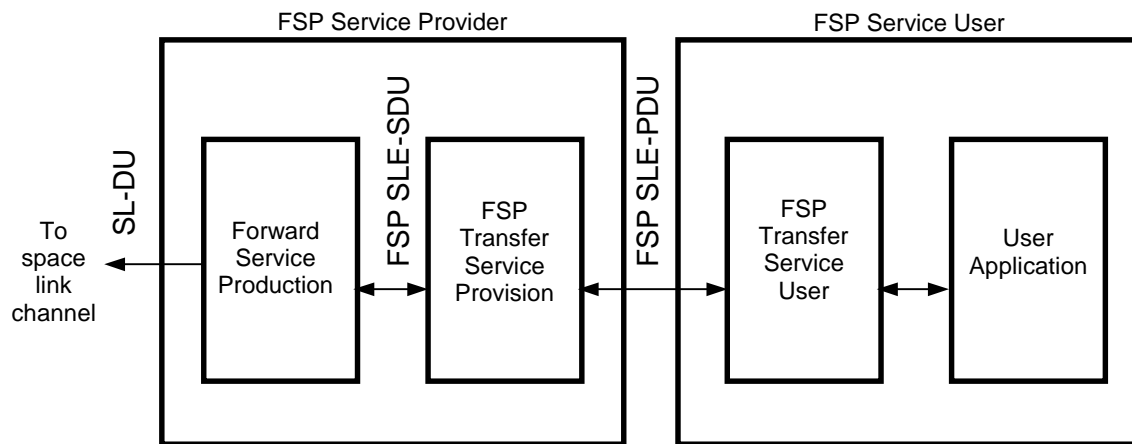 FSP Service Provider
FSP Service User
SL-DU
FSP SLE-SDU
FSP SLE-PDU
To
space
link
channel
Forward
Service
Production
FSP
Transfer
Service
Provision
FSP
Transfer
Service
User
User
Application